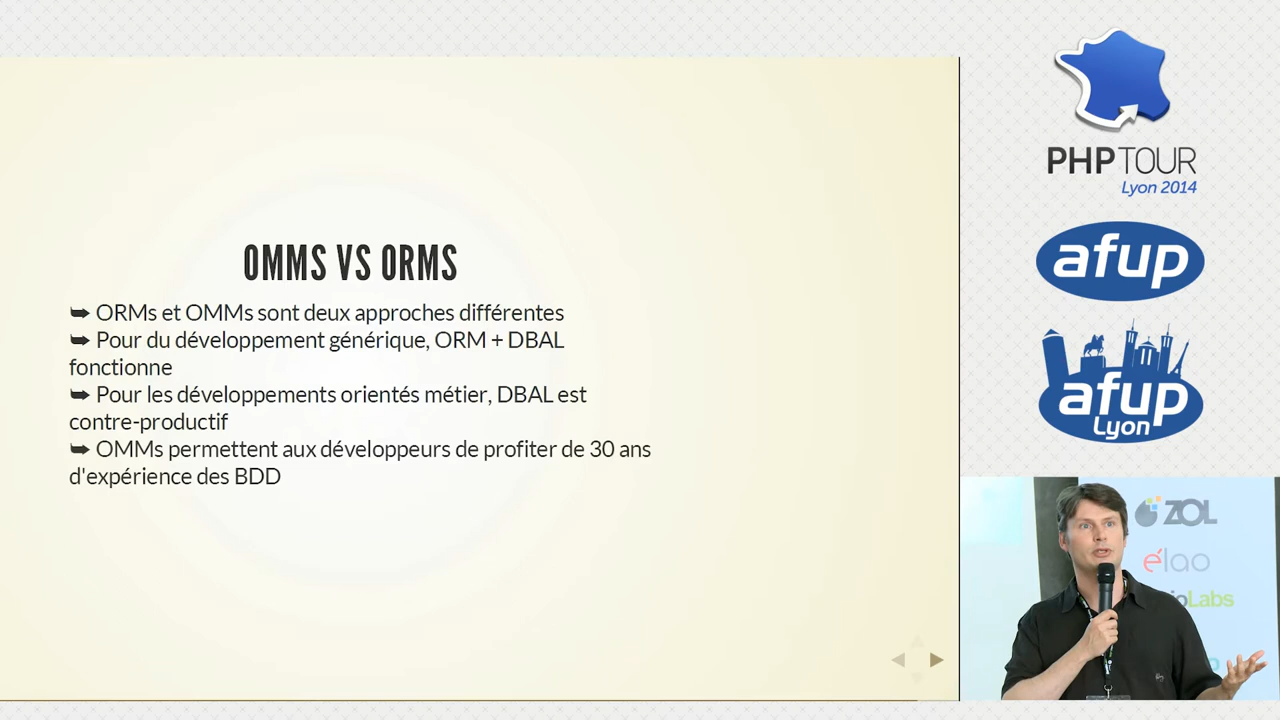 OMMS VS ORMS
➥ ORMs et OMMs sont deux approches différentes
➥ Pour du développement générique, ORM + DBAL
fonctionne
➥ Pour les développements orientés métier, DBAL est
contre-productif
➥ OMMs permettent aux développeurs de profiter de 30 ans
d'expérience des BDD
PHPTOUR
Lyon 2014
afup
afup
Lyon
ZOL
élao
Labs